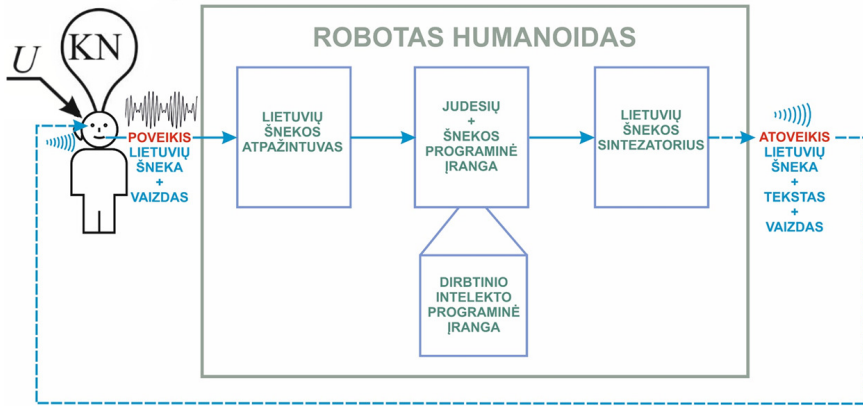 ROBOTAS HUMANOIDAS
U
KN
POVEIKIS
LIETUVIŲ
ŠNEKA
+
VAIZDAS
LIETUVIŲ
ŠNEKOS
ATPAŽINTUVAS
JUDESIŲ
+
ŠNEKOS
PROGRAMINĖ
ĮRANGA
LIETUVIŲ
ŠNEKOS
SINTEZATORIUS
ATOVEIKIS
LIETUVIŲ
ŠNEKA
+
TEKSTAS
+
VAIZDAS
DIRBTINIO
INTELEKTO
PROGRAMINĖ
ĮRANGA